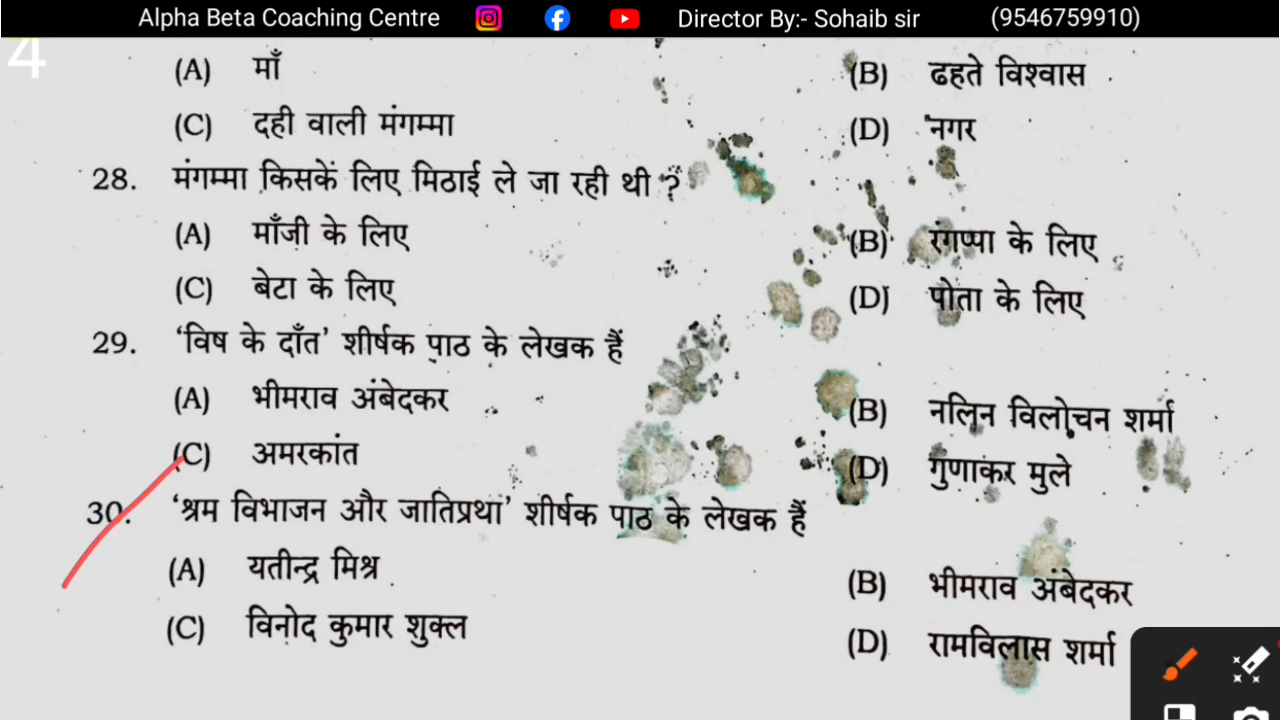 Alpha Beta Coaching Centre Director By:- Sohaib sir (9546759910)
4
(A) माँ (B) ढहते विश्वास
(C) दही वाली मंगम्मा (D) नगर
28. मंगम्मा किसकें लिए मिठाई ले जा रही थी ?
(A) माँजी के लिए (B) रंगप्पा के लिए
(C) बेटा के लिए (D) पोता के लिए
29. ‘विष के दाँत’ शीर्षक पाठ के लेखक हैं
(A) भीमराव अंबेदकर (B) नलिन विलोचन शर्मा
(C) अमरकांत (D) गुणाकर मुले
30. ‘श्रम विभाजन और जातिप्रथा’ शीर्षक पाठ के लेखक हैं
(A) यतीन्द्र मिश्र (B) भीमराव अंबेदकर
(C) विनोद कुमार शुक्ल (D) रामविलास शर्मा